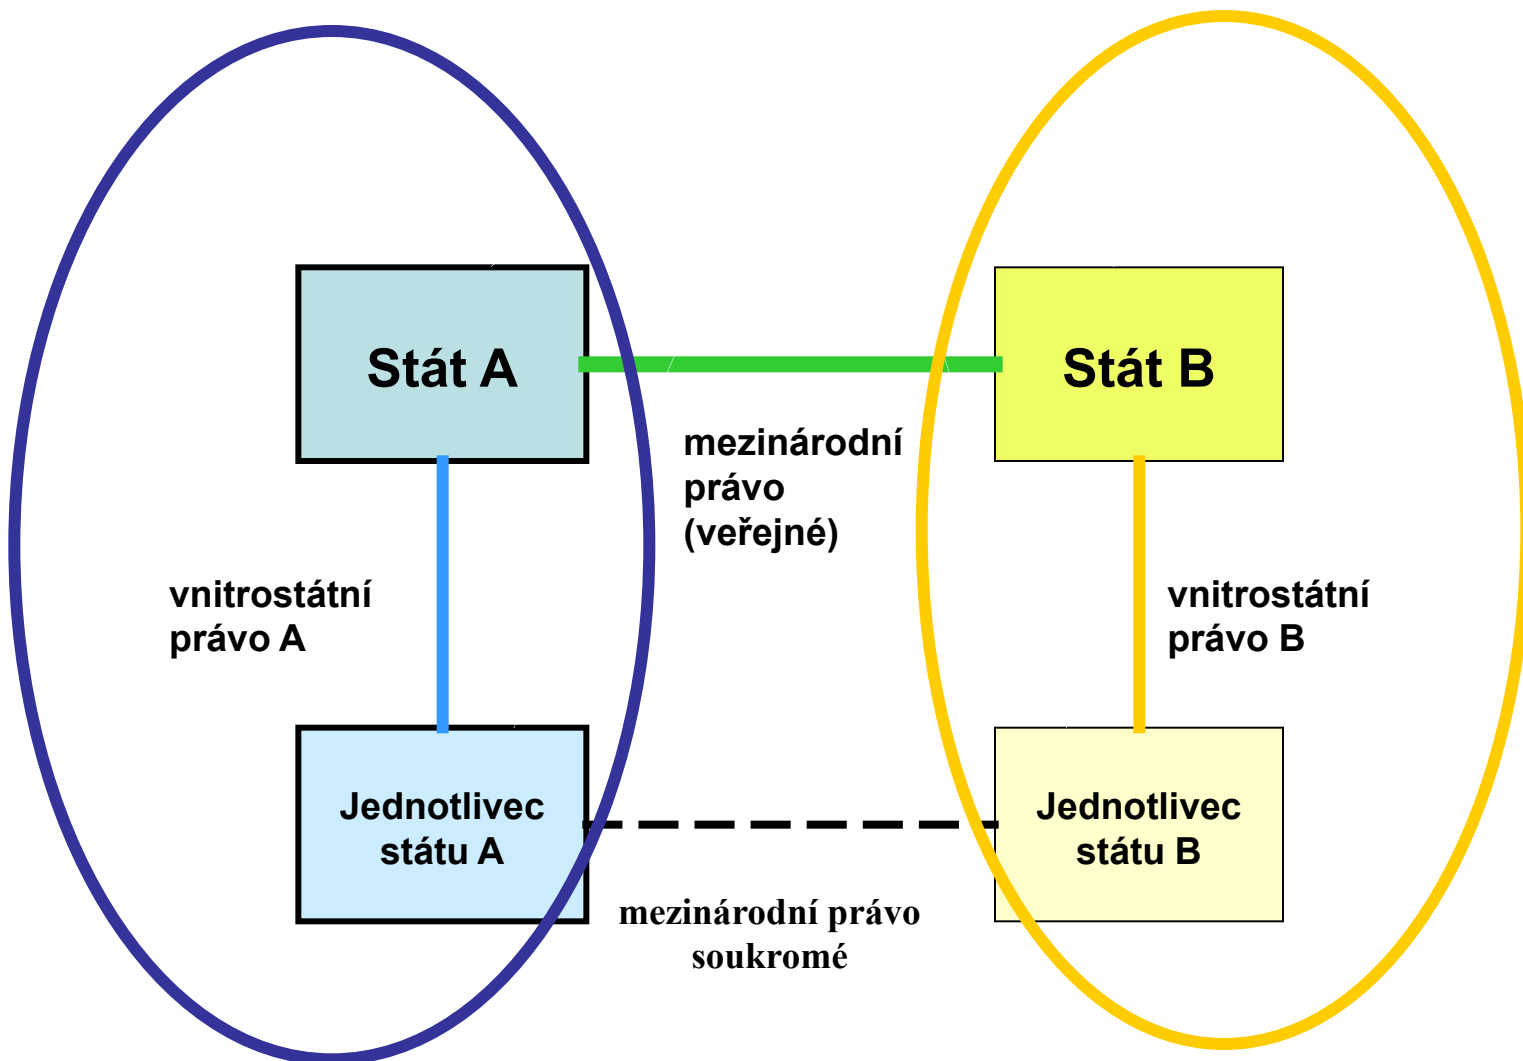 Stát A
Stát B
mezinárodní
právo
(veřejné)
vnitrostátní
právo A
vnitrostátní
právo B
Jednotlivec
státu A
Jednotlivec
státu B
mezinárodní právo
soukromé